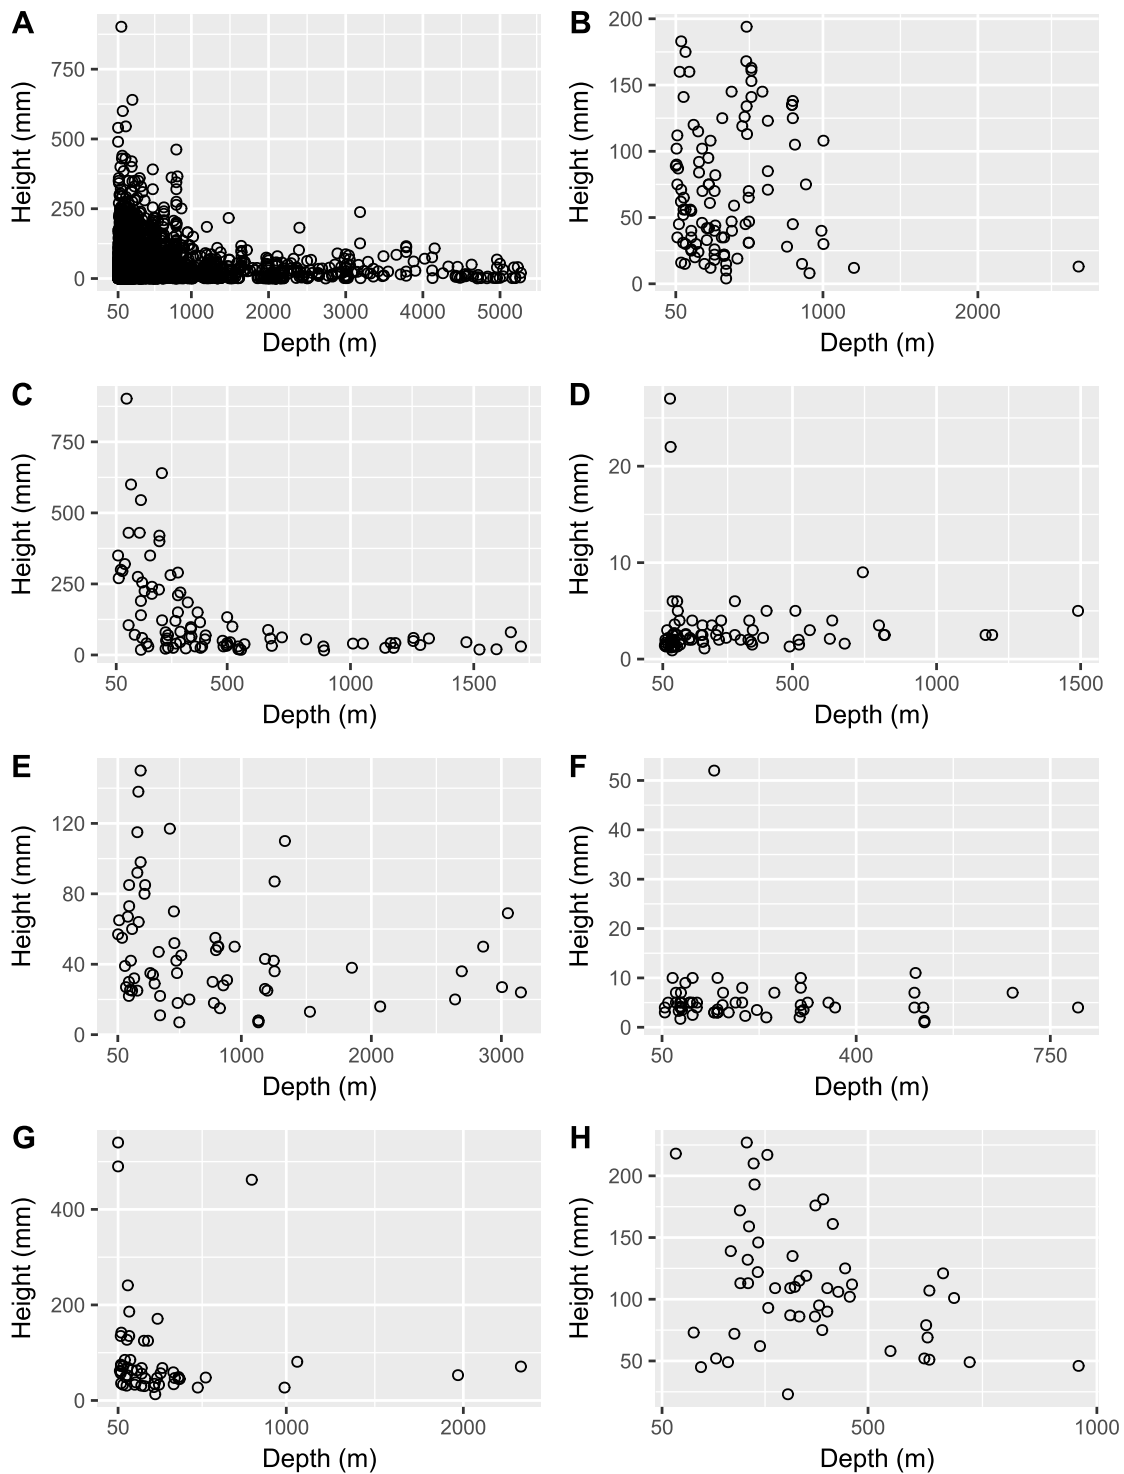 A
Height (mm)
750
500
250
0
50 1000 2000 3000 4000 5000
Depth (m)
B
Height (mm)
200
150
100
50
0
50 1000 2000
Depth (m)
C
Height (mm)
750
500
250
0
50 500 1000 1500
Depth (m)
D
Height (mm)
20
10
0
50 500 1000 1500
Depth (m)
E
Height (mm)
120
80
40
0
50 1000 2000 3000
Depth (m)
F
Height (mm)
50
40
30
20
10
0
50 400 750
Depth (m)
G
Height (mm)
400
200
0
50 1000 2000
Depth (m)
H
Height (mm)
200
150
100
50
50 500 1000
Depth (m)